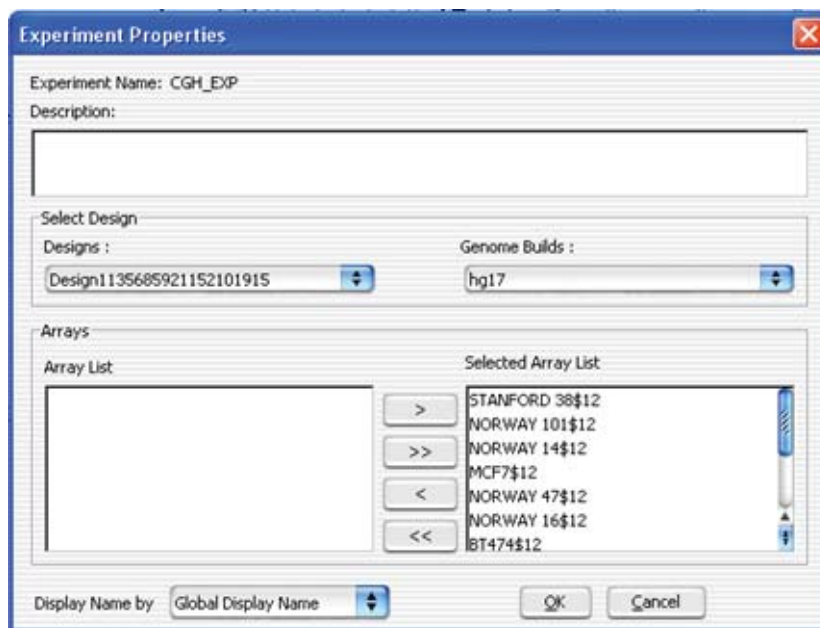 Experiment Properties
Experiment Name: CGH_EXP
Description:
Select Design
Designs :
Genome Builds :
Design1135685921152101915
hg17
Arrays
Array List
Selected Array List
>
>>
<
<<
STANFORD 38$12
NORWAY 101$12
NORWAY 14$12
MCF7$12
NORWAY 47$12
NORWAY 16$12
BT474$12
Display Name by
Global Display Name
OK
Cancel